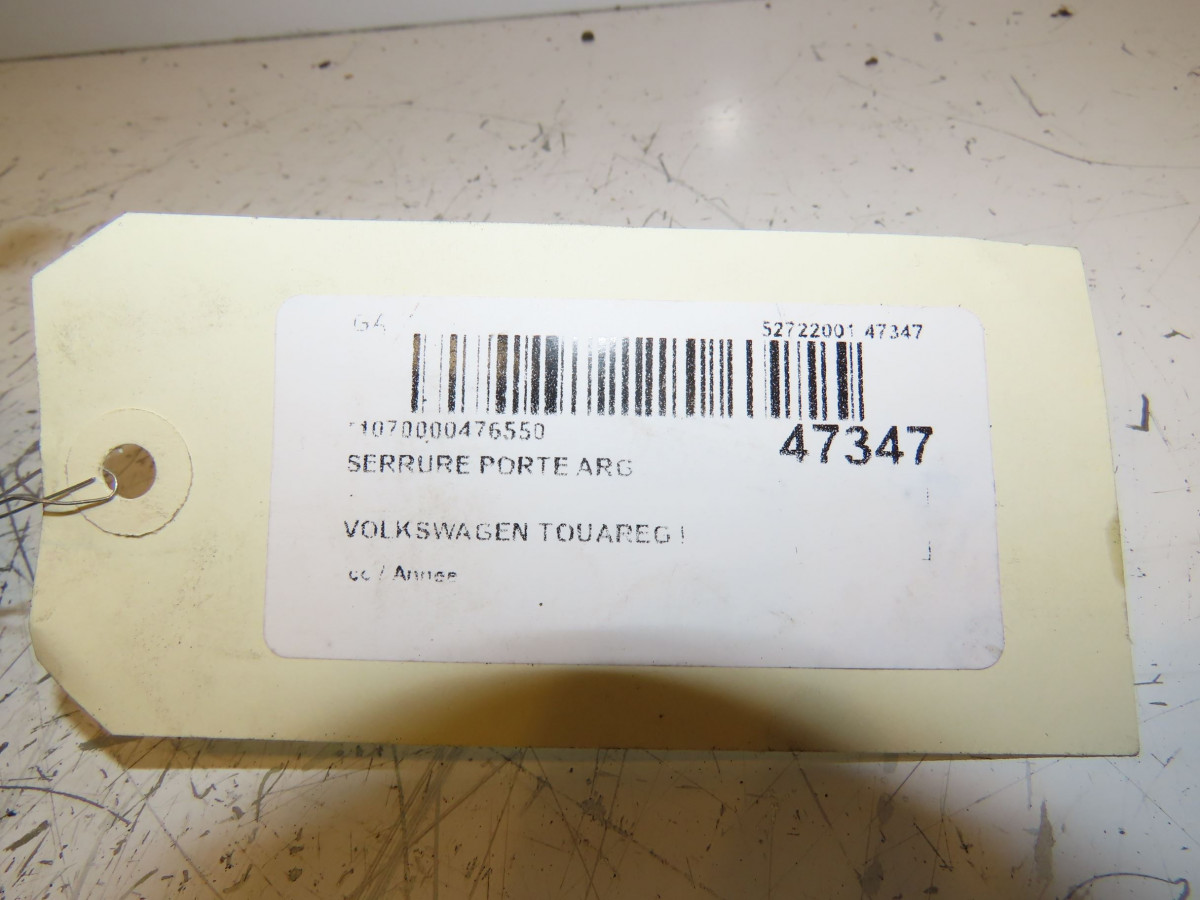 GA 52722001 47347
*1070000476550 47347
SERRURE PORTE ARG
VOLKSWAGEN TOUAREG I
cc / Annee